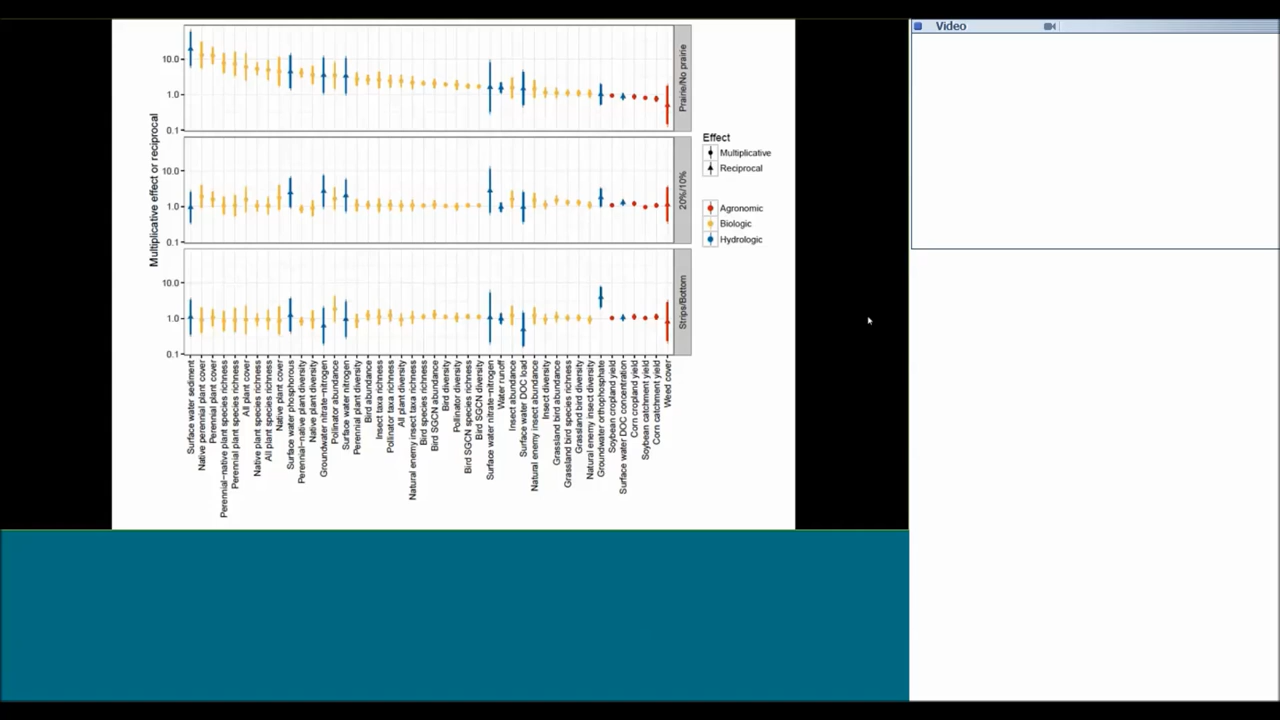 Video
10.0
1.0
0.1
Prairie/No prairie
10.0
1.0
0.1
20%/10%
10.0
1.0
0.1
Strips/Bottom
Multiplicative effect or reciprocal
Effect
Multiplicative
Reciprocal
Agronomic
Biologic
Hydrologic
Surface water sediment
Native perennial plant cover
Perennial plant cover
Perennial-native plant species richness
Perennial plant species richness
All plant cover
Native plant species richness
All plant species richness
Native plant cover
Surface water phosphorous
Perennial-native plant diversity
Native plant diversity
Groundwater nitrate-nitrogen
Pollinator abundance
Surface water nitrogen
Perennial plant diversity
Bird abundance
Insect taxa richness
Pollinator taxa richness
All plant diversity
Natural enemy insect taxa richness
Bird species richness
Bird SGCN abundance
Bird diversity
Pollinator diversity
Bird SGCN species richness
Bird SGCN diversity
Surface water nitrate-nitrogen
Water runoff
Insect abundance
Surface water DOC load
Natural enemy insect abundance
Insect diversity
Grassland bird abundance
Grassland bird species richness
Grassland bird diversity
Natural enemy insect diversity
Groundwater orthophosphate
Soybean cropland yield
Surface water DOC concentration
Corn cropland yield
Soybean catchment yield
Corn catchment yield
Weed cover